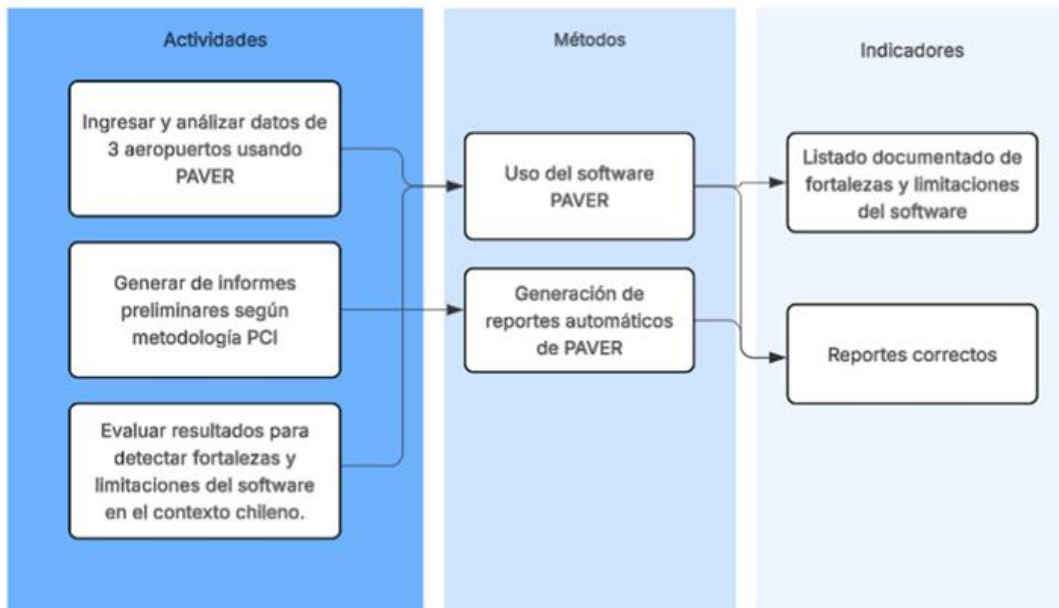 Actividades
Ingresar y análizar datos de
3 aeropuertos usando
PAVER
Generar de informes
preliminares según
metodología PCI
Evaluar resultados para
detectar fortalezas y
limitaciones del software
en el contexto chileno.
Métodos
Uso del software
PAVER
Generación de
reportes automáticos
de PAVER
Indicadores
Listado documentado de
fortalezas y limitaciones
del software
Reportes correctos